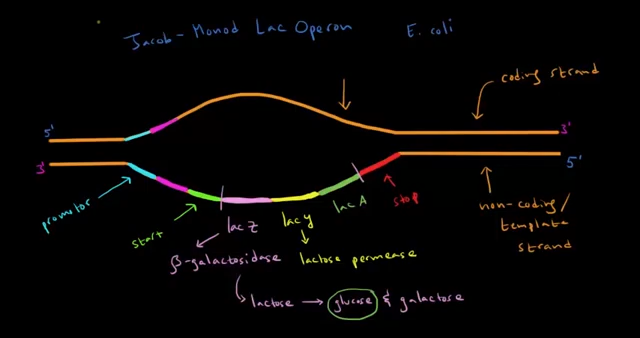 Jacob-Monod Lac Operon E. coli
coding strand
5'
3'
3'
5'
promotor
start
lac z
lac y
lac A
stop
non-coding/
template
strand
β-galactosidase
lactose permease
lactose → glucose & galactose